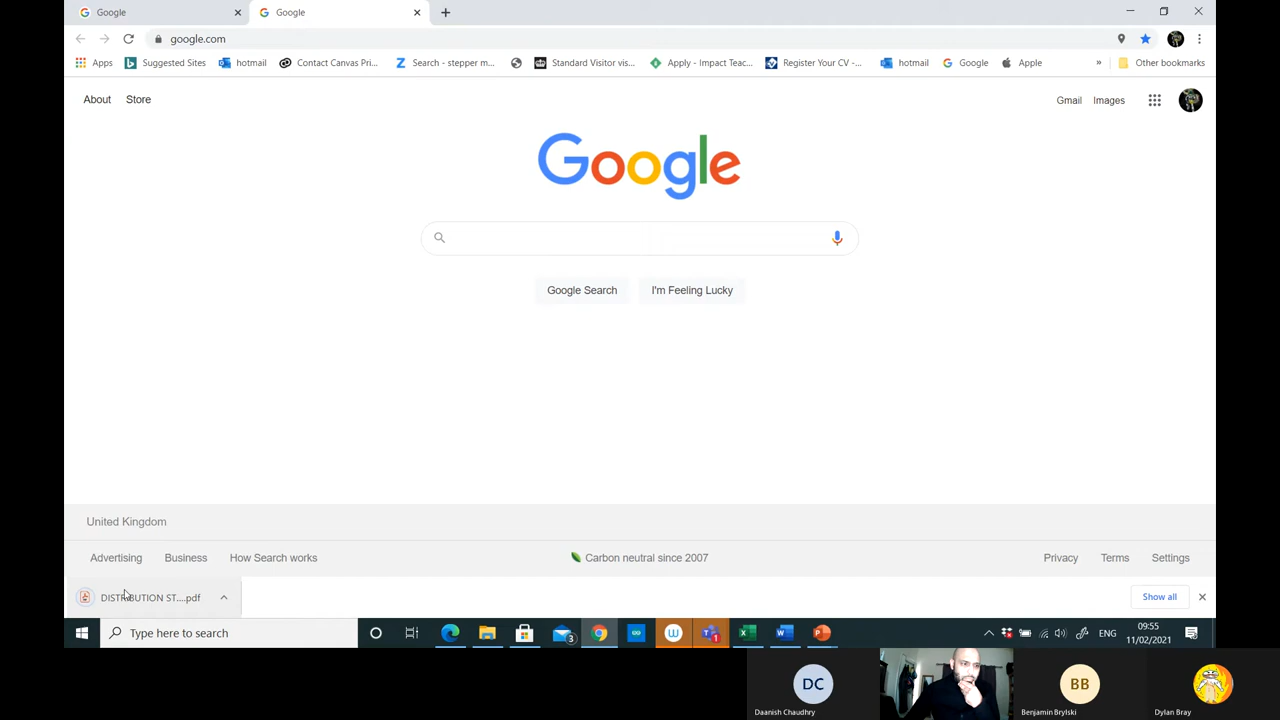 Google
Google
google.com
Apps
Suggested Sites
hotmail
Contact Canvas Pri...
Search - stepper m...
Standard Visitor vis...
Apply - Impact Teac...
Register Your CV -...
hotmail
Google
Apple
»
Other bookmarks
About Store
Gmail Images
Google
Google Search I'm Feeling Lucky
United Kingdom
Advertising Business How Search works
Carbon neutral since 2007
Privacy Terms Settings
DISTRIBUTION ST....pdf
Show all
Type here to search
3
1
ENG
09:55
11/02/2021
DC
BB
Daanish Chaudhry
Benjamin Brylski
Dylan Bray